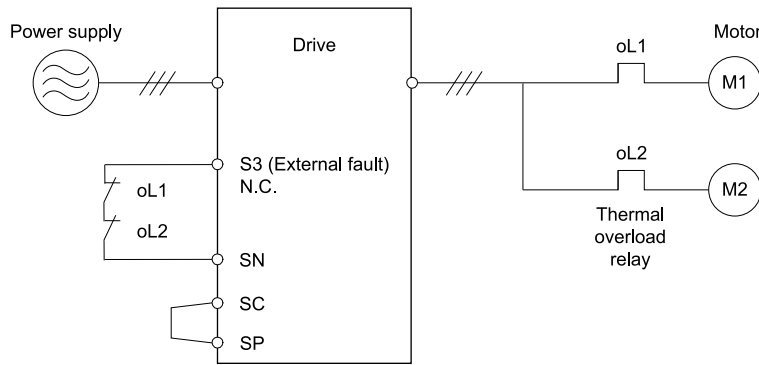 Power supply
Drive
oL1
Motor
M1
S3 (External fault)
N.C.
oL1
oL2
oL2
M2
Thermal
overload
relay
SN
SC
SP